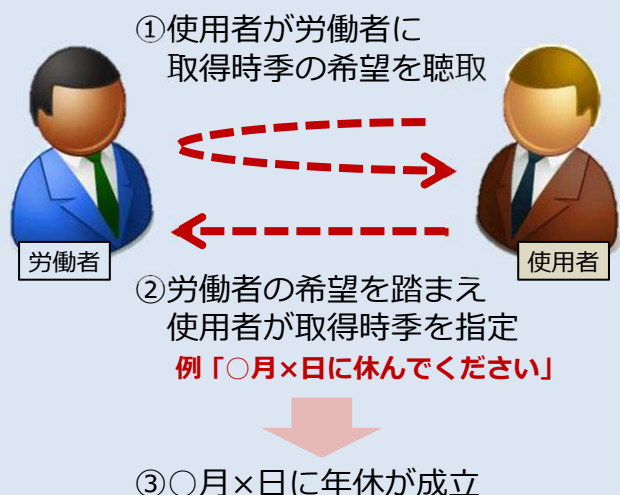 ①使用者が労働者に
取得時季の希望を聴取
労働者
使用者
②労働者の希望を踏まえ
使用者が取得時季を指定
例「○月×日に休んでください」
③○月×日に年休が成立